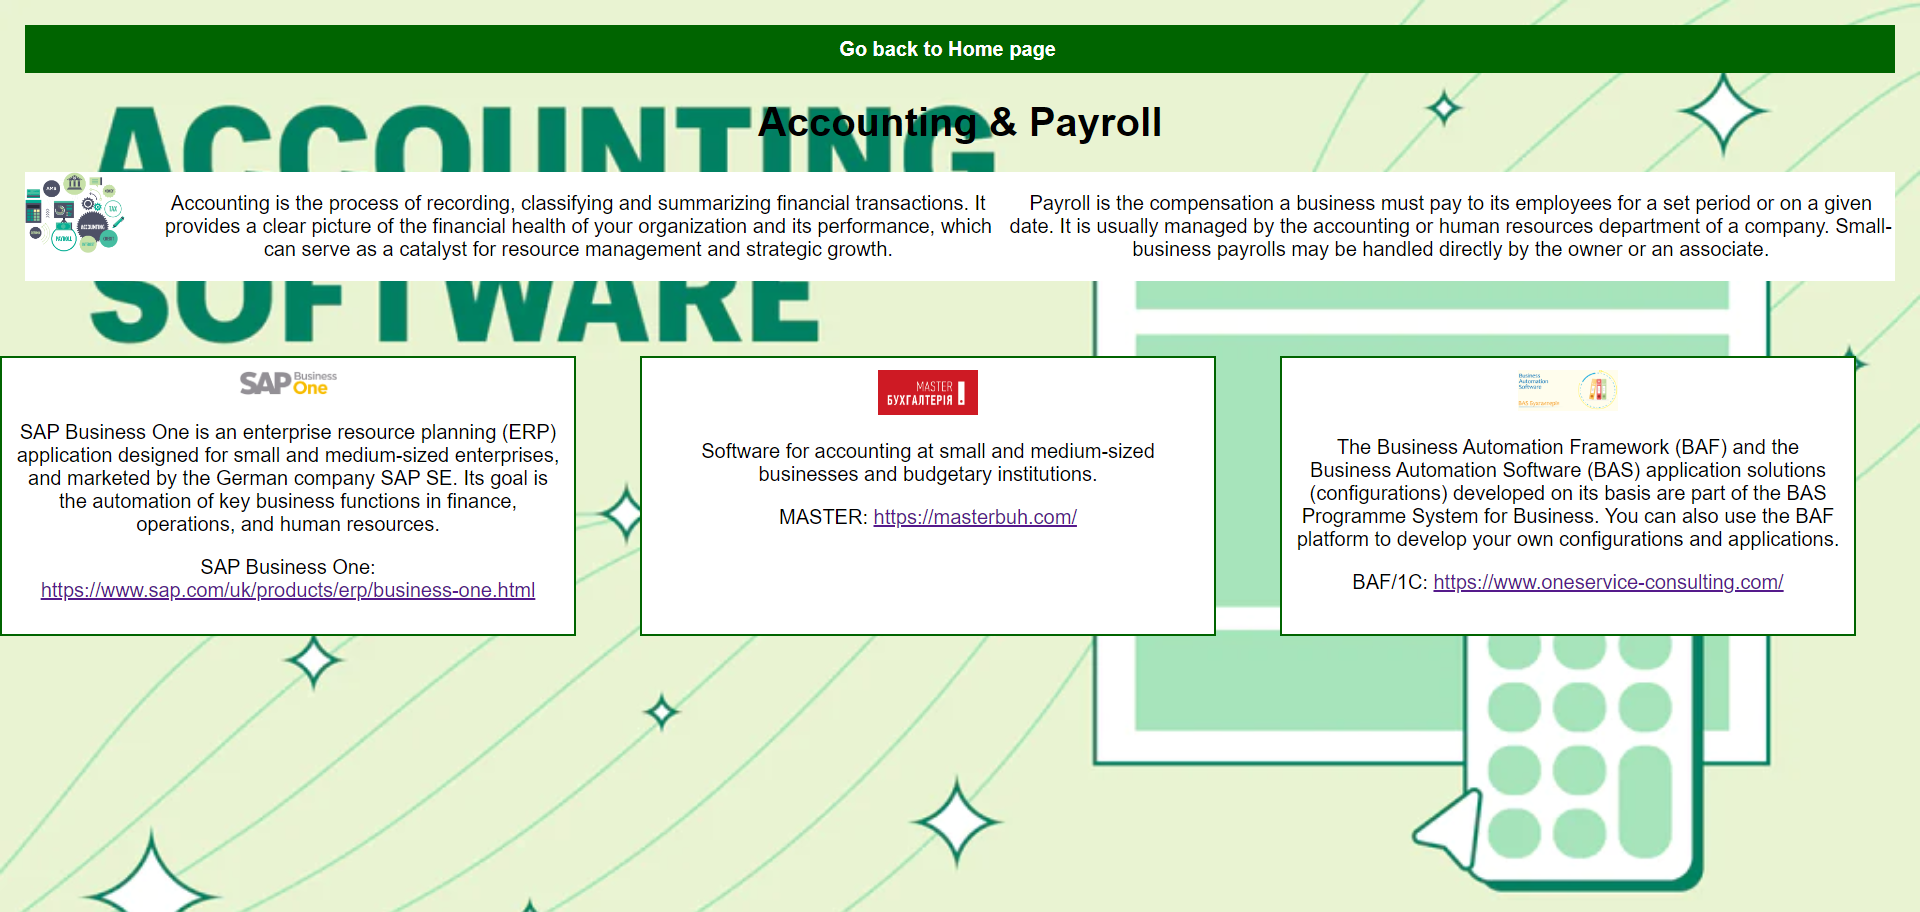 Go back to Home page
ACCOUNTING
Accounting & Payroll
Accounting is the process of recording, classifying and summarizing financial transactions. It
provides a clear picture of the financial health of your organization and its performance, which
can serve as a catalyst for resource management and strategic growth.
Payroll is the compensation a business must pay to its employees for a set period or on a given
date. It is usually managed by the accounting or human resources department of a company. Small-
business payrolls may be handled directly by the owner or an associate.
ACCOUNTING
PAYROLL
TAX
SOFTWARE
SAP Business One
SAP Business One is an enterprise resource planning (ERP)
application designed for small and medium-sized enterprises,
and marketed by the German company SAP SE. Its goal is
the automation of key business functions in finance,
operations, and human resources.
SAP Business One:
https://www.sap.com/uk/products/erp/business-one.html
MASTER
БУХГАЛТЕРІЯ
Software for accounting at small and medium-sized
businesses and budgetary institutions.
MASTER: https://masterbuh.com/
Business
Automation
Software
BAS Бухгалтерія
The Business Automation Framework (BAF) and the
Business Automation Software (BAS) application solutions
(configurations) developed on its basis are part of the BAS
Programme System for Business. You can also use the BAF
platform to develop your own configurations and applications.
BAF/1C: https://www.oneservice-consulting.com/